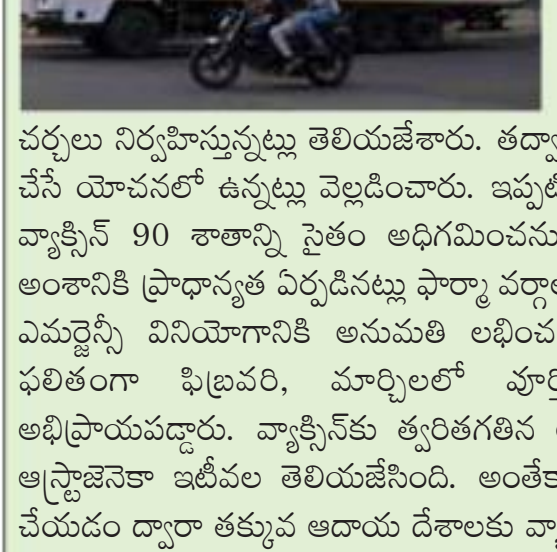 చర్చలు నిర్వహిస్తున్నట్లు తెలియజేశారు. తద్వా
చేసే యోచనలో ఉన్నట్లు వెల్లడించారు. ఇప్పటి
వ్యాక్సిన్ 90 శాతాన్ని సైతం అధిగమించను
అంశానికి ప్రాధాన్యత ఏర్పడినట్లు ఫార్మా వర్గాల
ఎమర్జెన్సీ వినియోగానికి అనుమతి లభించ
ఫలితంగా ఫిబ్రవరి, మార్చిలలో వూర్తి
అభిప్రాయపడ్డారు. వ్యాక్సిన్‌కు త్వరితగతిన
ఆస్ట్రాజెనెకా ఇటీవల తెలియజేసింది. అంతేకా
చేయడం ద్వారా తక్కువ ఆదాయ దేశాలకు వ్యా